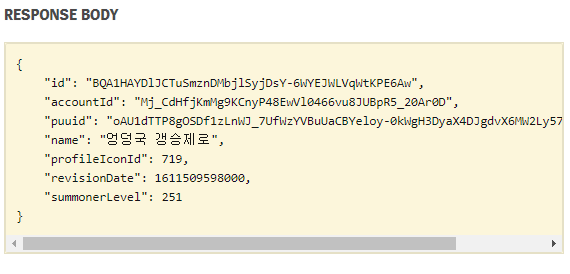 RESPONSE BODY
{
"id": "BQA1HAYDlJCTuSmznDMbjlSyjDsY-6WYEJWLVqWtKPE6Aw",
"accountId": "Mj_CdHfjKmMg9KCnyP48EwVl0466vu8JUBpR5_20Ar0D",
"puuid": "oAU1dTTP8gOSDf1zLnWJ_7UfWzYVBuUaCBYeloy-0kWgH3DyaX4DJgdvX6MW2Ly57
"name": "엉덩국 갱승제로",
"profileIconId": 719,
"revisionDate": 1611509598000,
"summonerLevel": 251
}